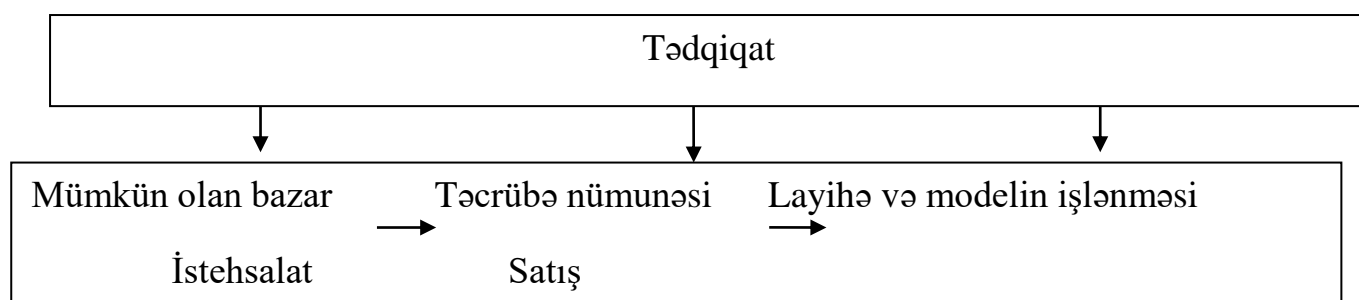 Tədqiqat
Mümkün olan bazar Təcrübə nümunəsi Layihə və modelin işlənməsi
İstehsalat Satış